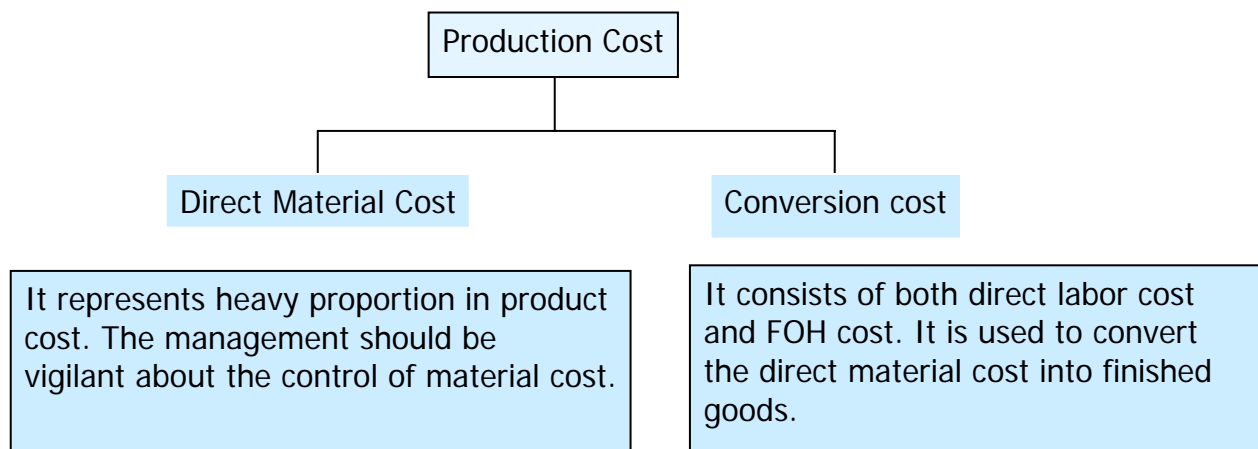 Production Cost
Direct Material Cost
Conversion cost
It represents heavy proportion in product
cost. The management should be
vigilant about the control of material cost.
It consists of both direct labor cost
and FOH cost. It is used to convert
the direct material cost into finished
goods.